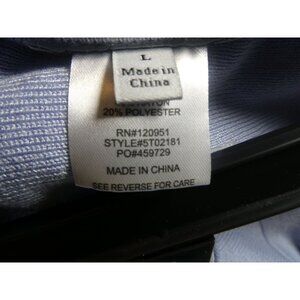 L
Made in
China
20% POLYESTER
RN#120951
STYLE#5T02181
PO#459729
MADE IN CHINA
SEE REVERSE FOR CARE